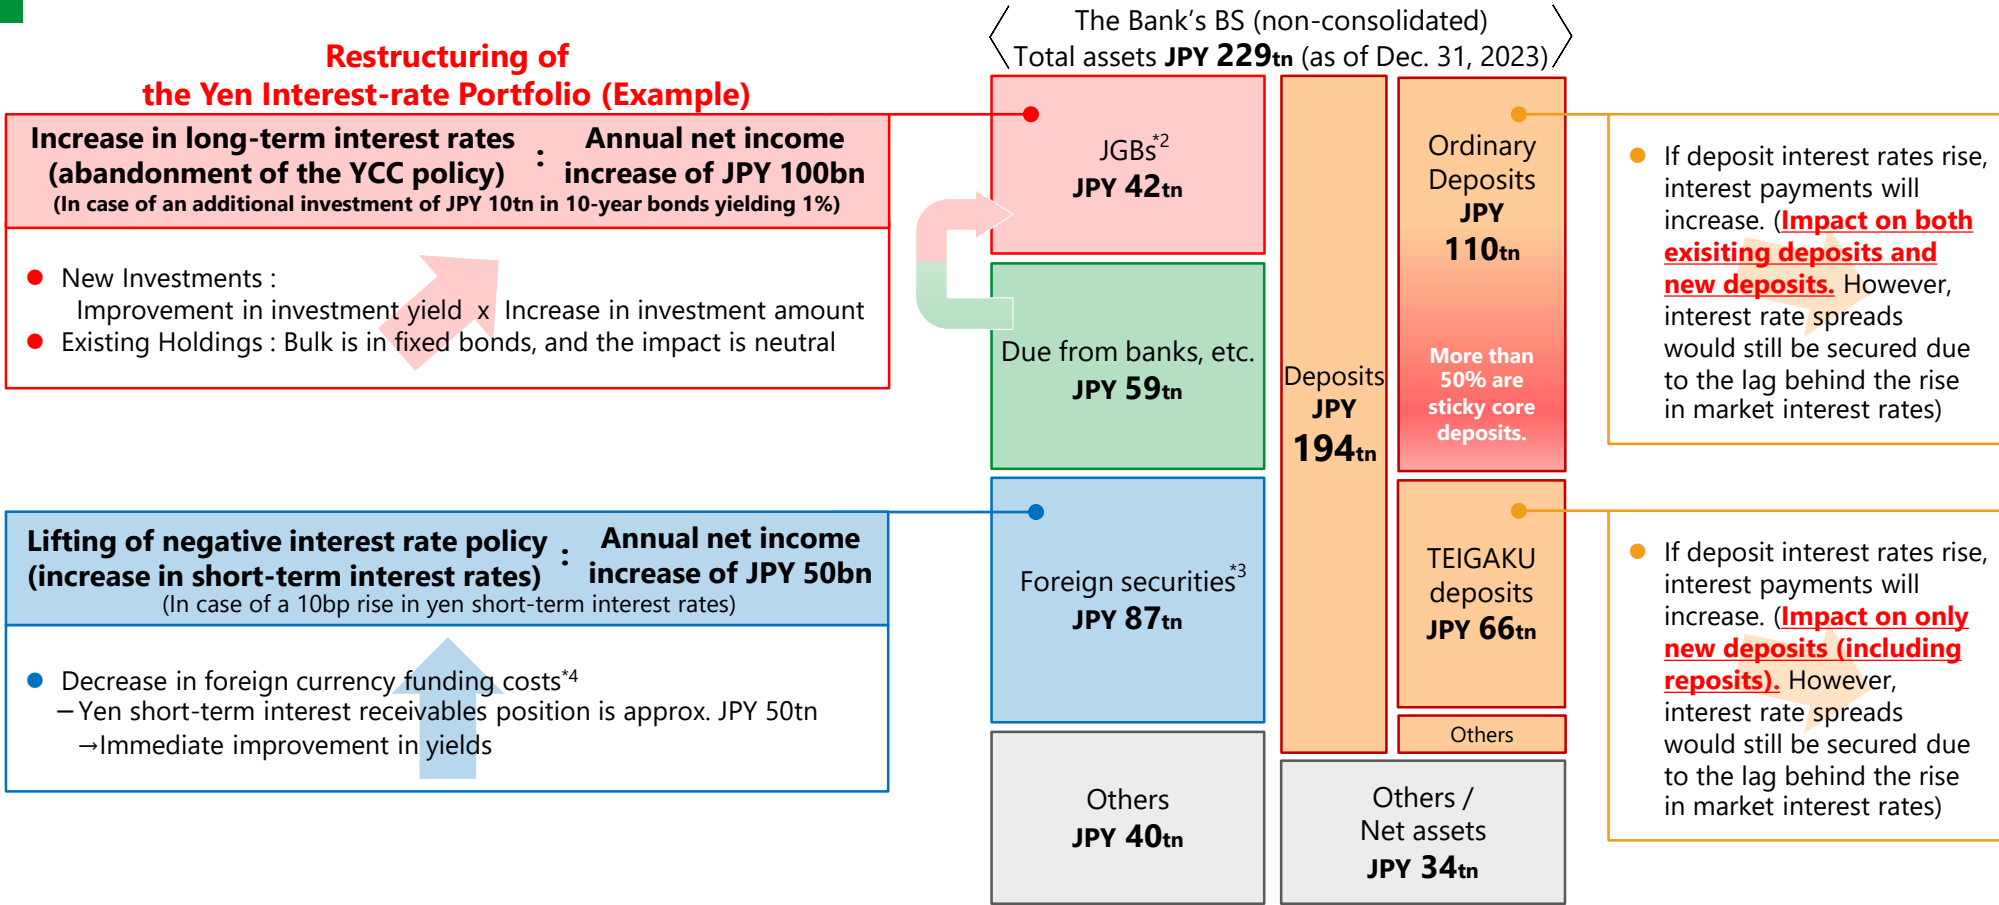 The Bank's BS (non-consolidated)
Total assets JPY 229tn (as of Dec. 31, 2023)
Restructuring of
the Yen Interest-rate Portfolio (Example)
Increase in long-term interest rates
(abandonment of the YCC policy)
:
Annual net income
increase of JPY 100bn
(In case of an additional investment of JPY 10tn in 10-year bonds yielding 1%)
● New Investments :
Improvement in investment yield x Increase in investment amount
● Existing Holdings : Bulk is in fixed bonds, and the impact is neutral
Lifting of negative interest rate policy
(increase in short-term interest rates)
:
Annual net income
increase of JPY 50bn
(In case of a 10bp rise in yen short-term interest rates)
● Decrease in foreign currency funding costs*4
– Yen short-term interest receivables position is approx. JPY 50tn
→Immediate improvement in yields
JGBs*2
JPY 42tn
Due from banks, etc.
JPY 59tn
Foreign securities*3
JPY 87tn
Others
JPY 40tn
Deposits
JPY
194tn
Ordinary
Deposits
JPY
110tn
More than
50% are
sticky core
deposits.
TEIGAKU
deposits
JPY 66tn
Others
Others /
Net assets
JPY 34tn
● If deposit interest rates rise,
interest payments will
increase. (Impact on both
exisiting deposits and
new deposits. However,
interest rate spreads
would still be secured due
to the lag behind the rise
in market interest rates)
● If deposit interest rates rise,
interest payments will
increase. (Impact on only
new deposits (including
reposits). However,
interest rate spreads
would still be secured due
to the lag behind the rise
in market interest rates)